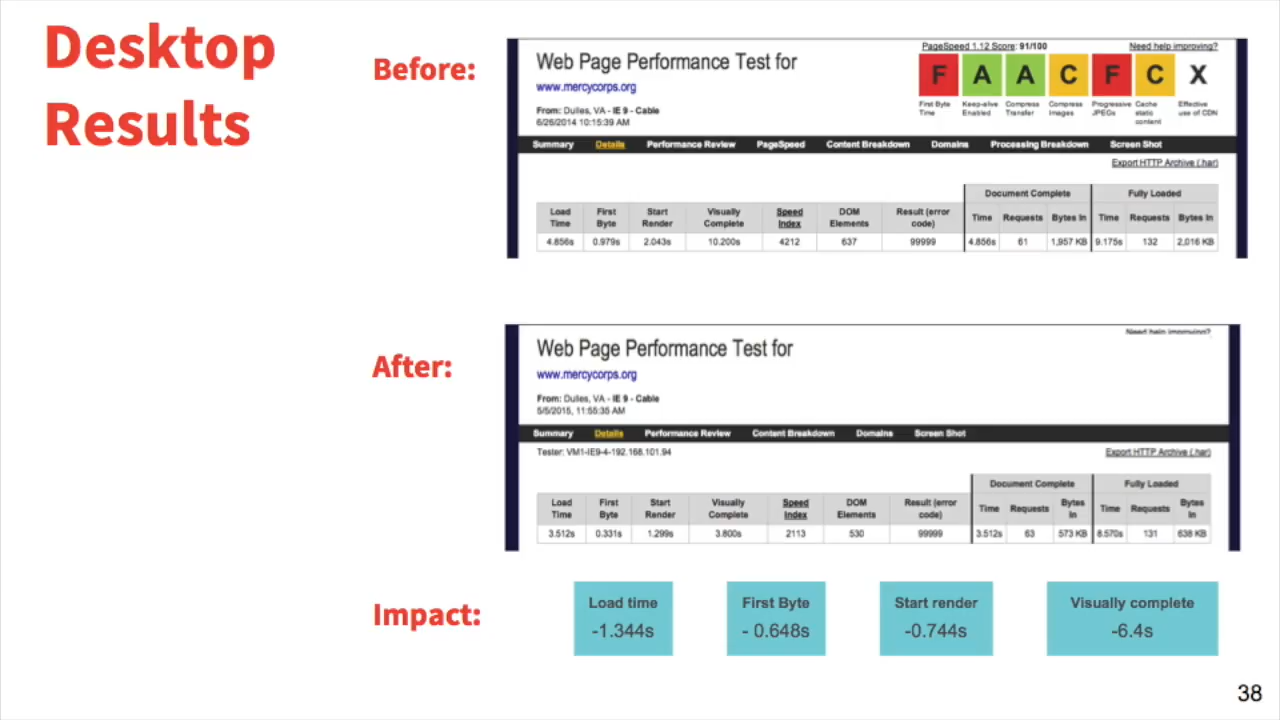 Desktop
Results
Before:
Web Page Performance Test for
www.mercycorps.org
From: Dulles, VA - IE 9 - Cable
6/26/2014 10:15:39 AM
PageSpeed 1.12 Score: 91/100 Need help improving?
F A A C F C X
First Byte Time Keep-alive Enabled Compress Transfer Compress Images Progressive JPEGs Cache static content Effective use of CDN
Summary Details Performance Review PageSpeed Content Breakdown Domains Processing Breakdown Screen Shot
Export HTTP Archive (.har)
Document Complete Fully Loaded
Load Time First Byte Start Render Visually Complete Speed Index DOM Elements Result (error code) Time Requests Bytes In Time Requests Bytes In
4.856s 0.979s 2.043s 10.200s 4212 637 99999 4.856s 61 1,957 KB 9.175s 132 2,016 KB
After:
Need help improving?
Web Page Performance Test for
www.mercycorps.org
From: Dulles, VA - IE 9 - Cable
5/5/2015, 11:55:35 AM
Summary Details Performance Review Content Breakdown Domains Screen Shot
Tester: VM1-IE9-4-192.168.101.94
Export HTTP Archive (.har)
Document Complete Fully Loaded
Load Time First Byte Start Render Visually Complete Speed Index DOM Elements Result (error code) Time Requests Bytes In Time Requests Bytes In
3.512s 0.331s 1.299s 3.800s 2113 530 99999 3.512s 63 573 KB 8.570s 131 638 KB
Impact:
Load time
-1.344s
First Byte
- 0.648s
Start render
-0.744s
Visually complete
-6.4s
38